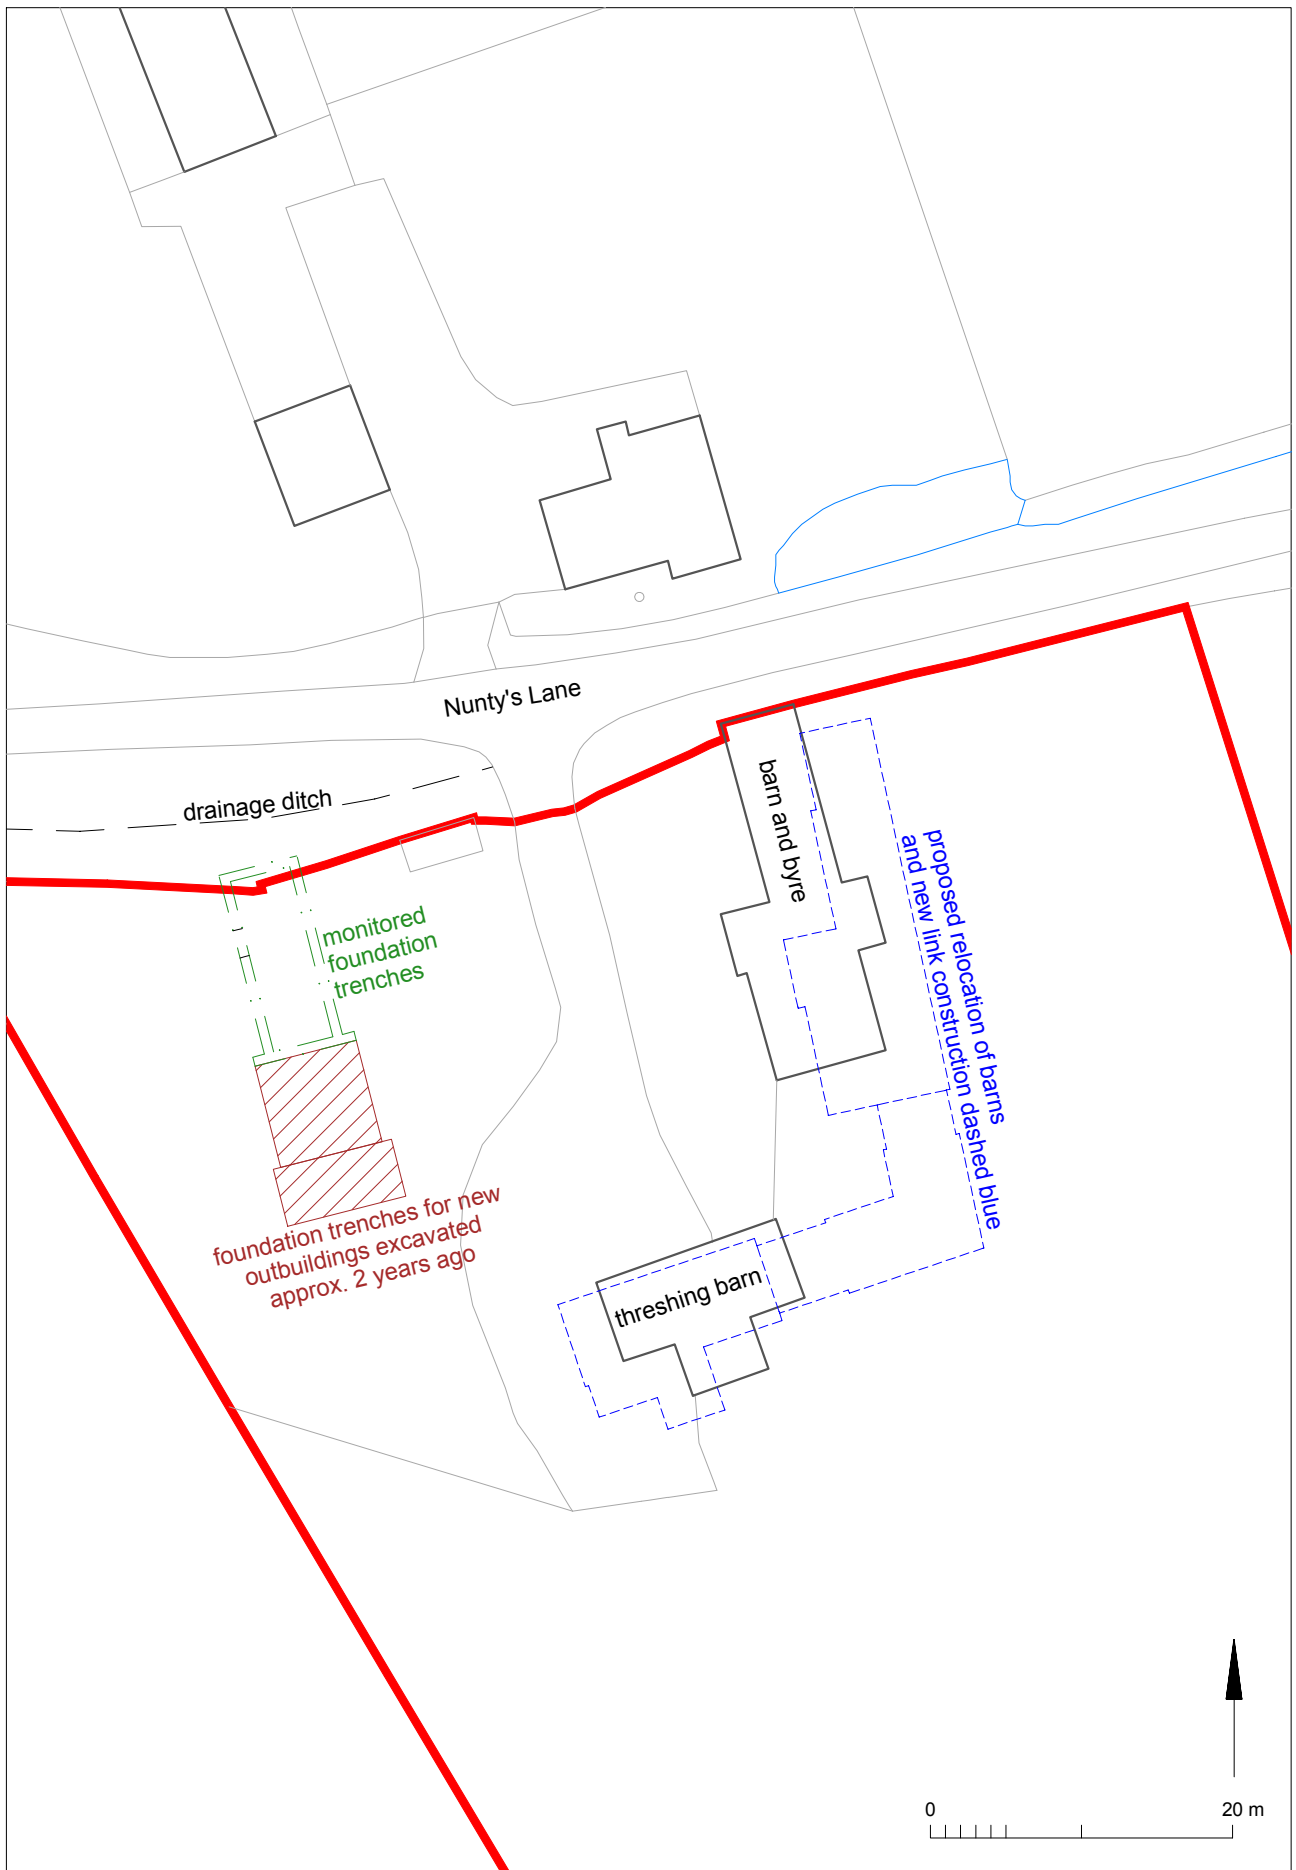 Nunty's Lane
drainage ditch
barn and byre
monitored
foundation
trenches
proposed relocation of barns
and new link construction dashed blue
foundation trenches for new
outbuildings excavated
approx. 2 years ago
threshing barn
0 20 m